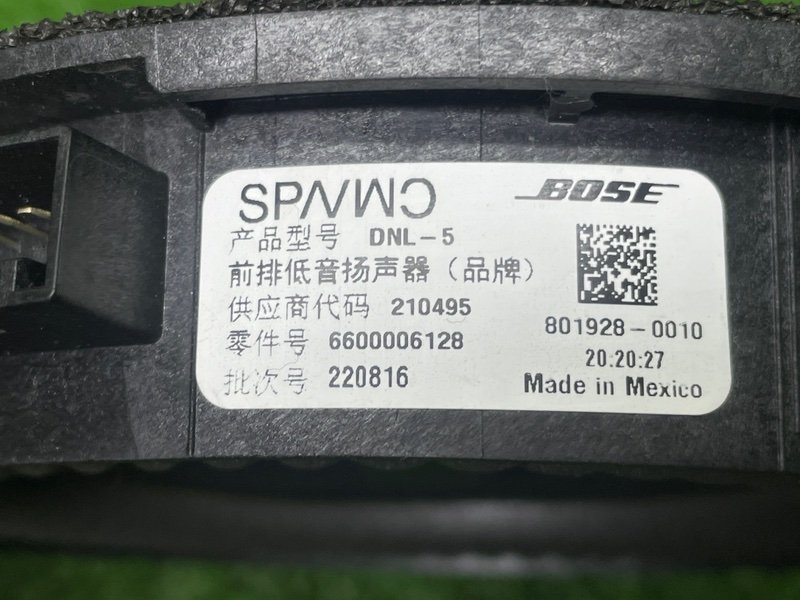 BOSE
产品型号 DNL-5
前排低音扬声器（品牌）
供应商代码 210495
零件号 6600006128
批次号 220816
801928-0010
20:20:27
Made in Mexico